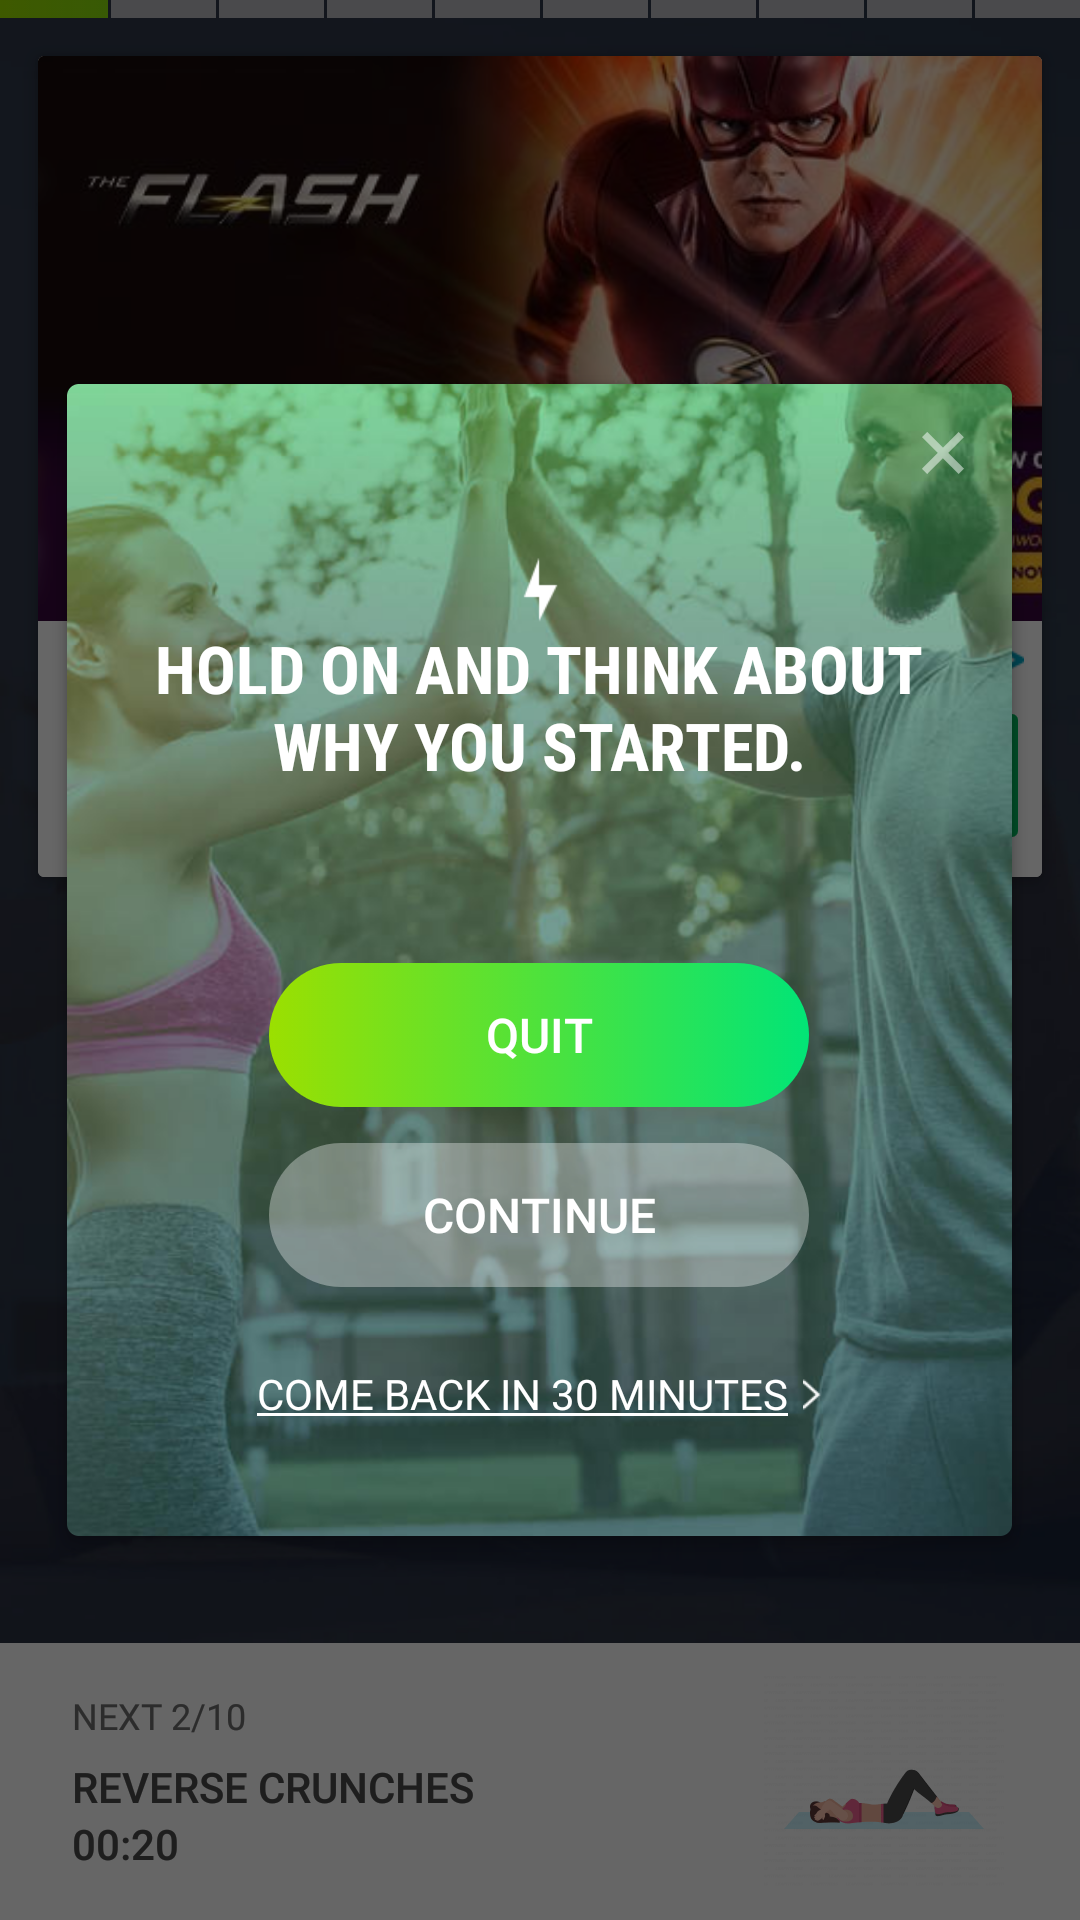 THE FLASH
HOLD ON AND THINK ABOUT
WHY YOU STARTED.
QUIT
CONTINUE
COME BACK IN 30 MINUTES
NEXT 2/10
REVERSE CRUNCHES
00:20